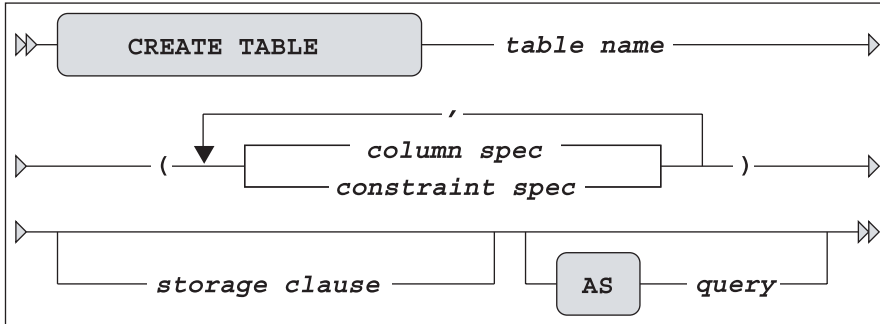 CREATE TABLE table name
,
( column spec )
constraint spec
storage clause AS query